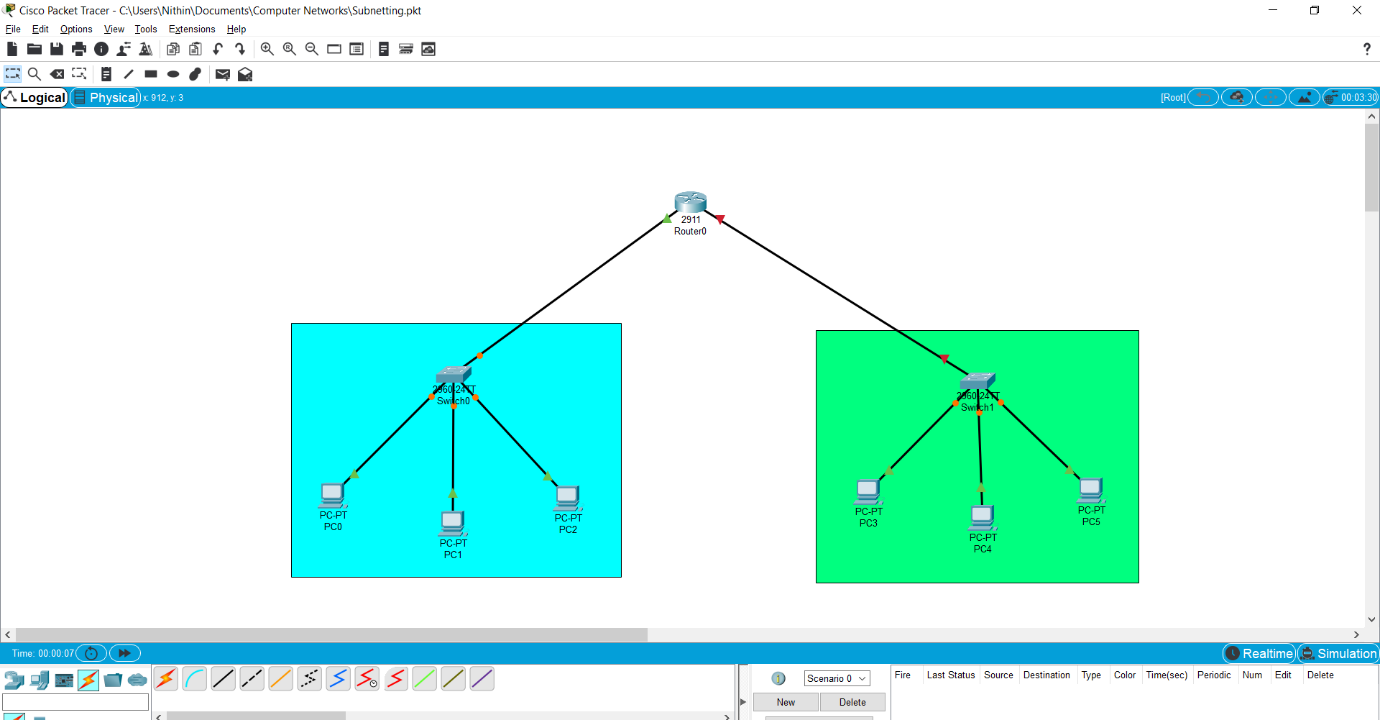 Cisco Packet Tracer - C:\Users\Nithin\Documents\Computer Networks\Subnetting.pkt
File Edit Options View Tools Extensions Help
?
Logical Physical x: 912, y: 3 [Root] 00:03:30
2911
Router0
2960-24TT
Switch0
2960-24TT
Switch1
PC-PT
PC0
PC-PT
PC1
PC-PT
PC2
PC-PT
PC3
PC-PT
PC4
PC-PT
PC5
Time: 00:00:07 Realtime Simulation
Scenario 0
New Delete
Fire Last Status Source Destination Type Color Time(sec) Periodic Num Edit Delete